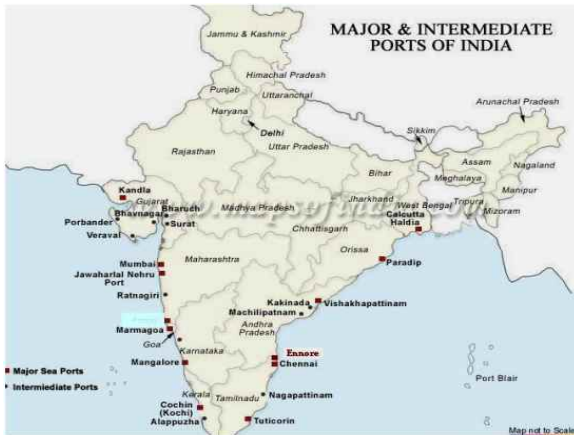 MAJOR & INTERMEDIATE
PORTS OF INDIA
Jammu & Kashmir
Himachal Pradesh
Punjab
Uttaranchal
Haryana
Delhi
Arunachal Pradesh
Sikkim
Rajasthan
Uttar Pradesh
Assam
Nagaland
Bihar
Meghalaya
Manipur
Kandla
Gujarat
Jharkhand
West Bengal
Tripura
Mizoram
Bharuch
Bhavnagar
Madhya Pradesh
Calcutta
Haldia
Porbander
Surat
Chhattisgarh
Veraval
Orissa
Mumbai
Maharashtra
Paradip
Jawaharlal Nehru
Port
Ratnagiri
Kakinada
Vishakhapattinam
Machilipatnam
Marmagoa
Andhra
Pradesh
Goa
Karnataka
Ennore
Mangalore
Chennai
Major Sea Ports
Port Blair
Intermiediate Ports
Kerala
Tamilnadu
Nagapattinam
Cochin
(Kochi)
Alappuzha
Tuticorin
Map not to Scale